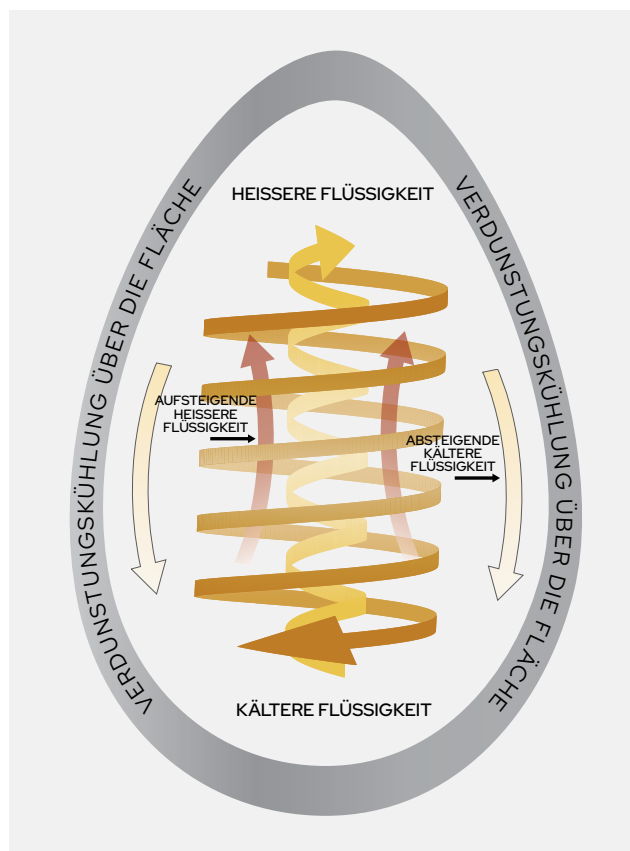 HEISSERE FLÜSSIGKEIT
VERDUNSTUNGSKÜHLUNG ÜBER DIE FLÄCHE
VERDUNSTUNGSKÜHLUNG ÜBER DIE FLÄCHE
AUFSTEIGENDE
HEISSERE
FLÜSSIGKEIT
ABSTEIGENDE
KÄLTERE
FLÜSSIGKEIT
KÄLTERE FLÜSSIGKEIT